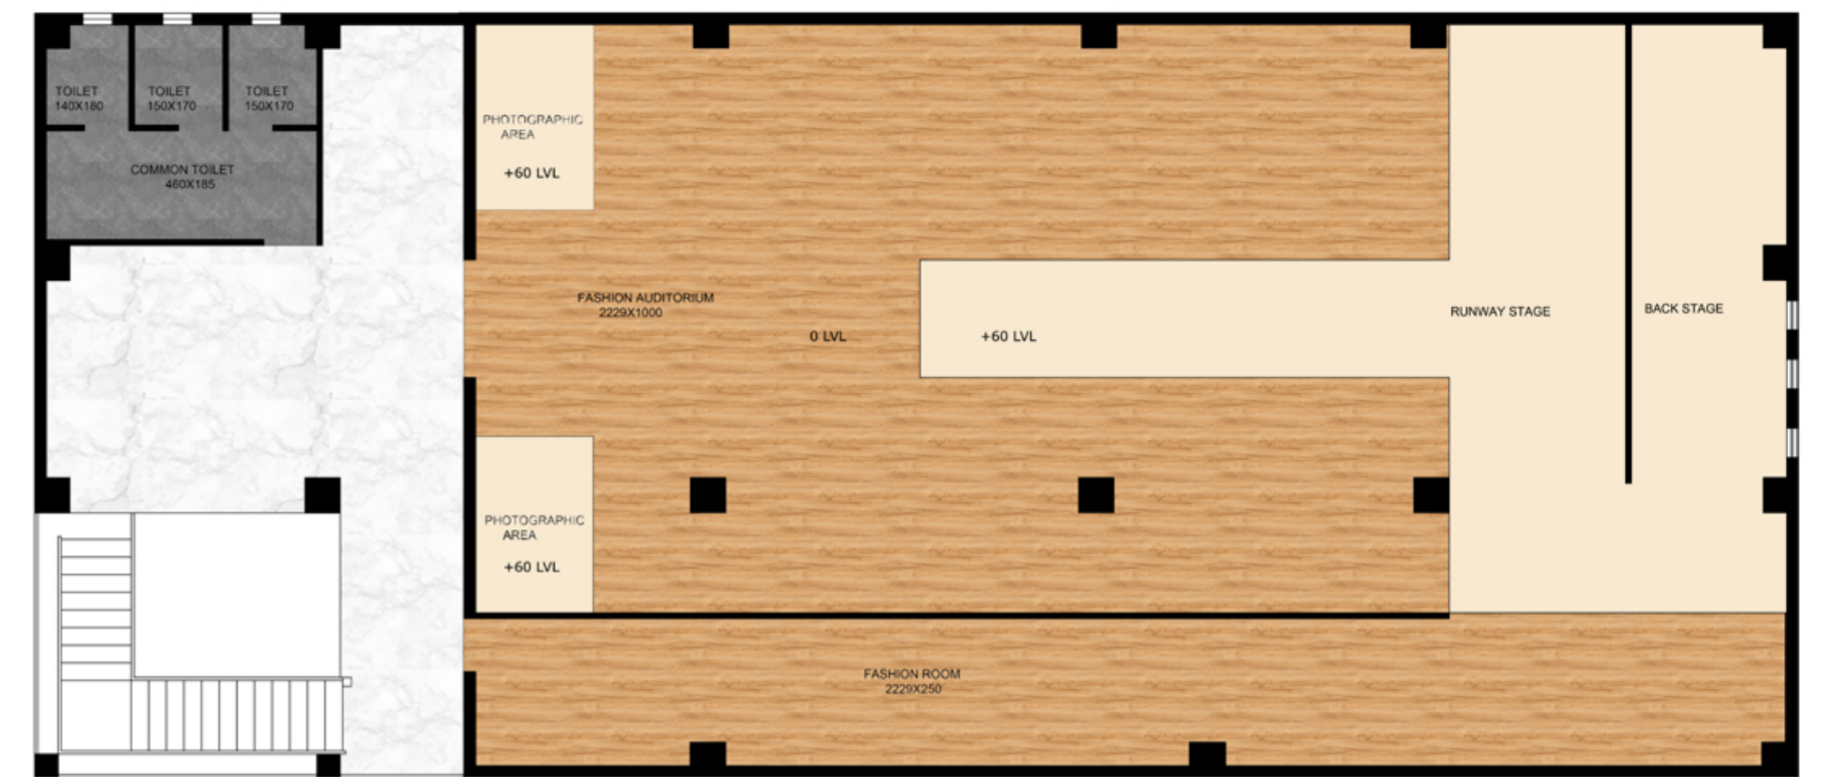 TOILET
140X180
TOILET
150X170
TOILET
150X170
COMMON TOILET
460X185
PHOTOGRAPHIC
AREA
+60 LVL
FASHION AUDITORIUM
2229X1000
0 LVL
+60 LVL
RUNWAY STAGE
BACK STAGE
PHOTOGRAPHIC
AREA
+60 LVL
FASHION ROOM
2229X250